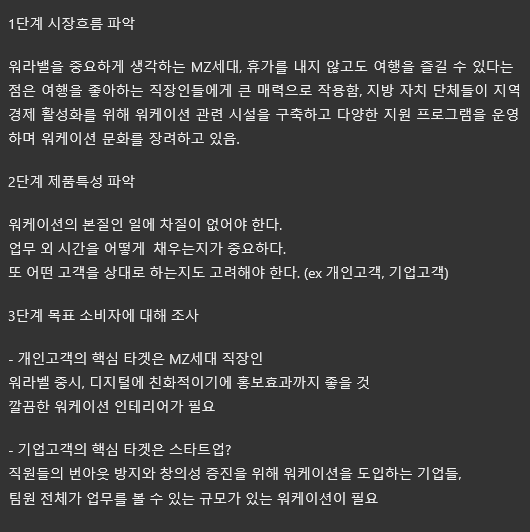 1단계 시장흐름 파악
워라밸을 중요하게 생각하는 MZ세대, 휴가를 내지 않고도 여행을 즐길 수 있다는
점은 여행을 좋아하는 직장인들에게 큰 매력으로 작용함, 지방 자치 단체들이 지역
경제 활성화를 위해 워케이션 관련 시설을 구축하고 다양한 지원 프로그램을 운영
하며 워케이션 문화를 장려하고 있음.
2단계 제품특성 파악
워케이션의 본질인 일에 차질이 없어야 한다.
업무 외 시간을 어떻게 채우는지가 중요하다.
또 어떤 고객을 상대로 하는지도 고려해야 한다. (ex 개인고객, 기업고객)
3단계 목표 소비자에 대해 조사
- 개인고객의 핵심 타겟은 MZ세대 직장인
워라벨 중시, 디지털에 친화적이기에 홍보효과까지 좋을 것
깔끔한 워케이션 인테리어가 필요
- 기업고객의 핵심 타겟은 스타트업?
직원들의 번아웃 방지와 창의성 증진을 위해 워케이션을 도입하는 기업들,
팀원 전체가 업무를 볼 수 있는 규모가 있는 워케이션이 필요